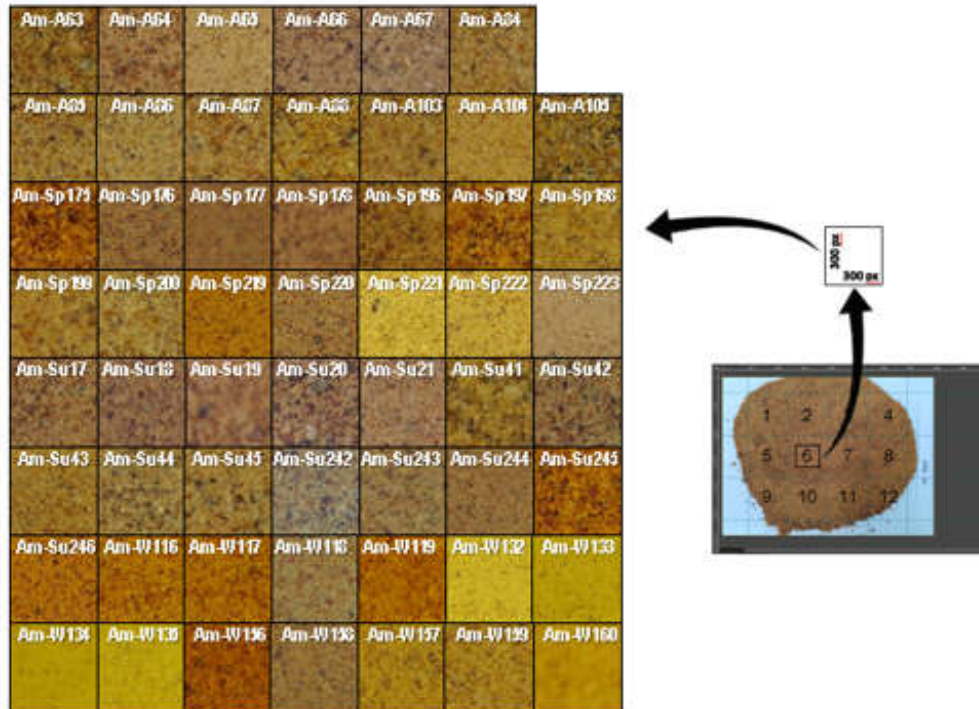 Am-A63 Am-A64 Am-A65 Am-A66 Am-A67 Am-A84
Am-A85 Am-A86 Am-A87 Am-A88 Am-A103 Am-A104 Am-A105
Am-Sp175 Am-Sp176 Am-Sp177 Am-Sp178 Am-Sp196 Am-Sp197 Am-Sp198
Am-Sp199 Am-Sp200 Am-Sp219 Am-Sp220 Am-Sp221 Am-Sp222 Am-Sp223
Am-Su17 Am-Su18 Am-Su19 Am-Su20 Am-Su21 Am-Su41 Am-Su42
Am-Su43 Am-Su44 Am-Su45 Am-Su242 Am-Su243 Am-Su244 Am-Su245
Am-Su246 Am-W116 Am-W117 Am-W118 Am-W119 Am-W132 Am-W133
Am-W134 Am-W135 Am-W156 Am-W158 Am-W157 Am-W159 Am-W160
300 px
300 px
1 2 4
5 6 7 8
9 10 11 12